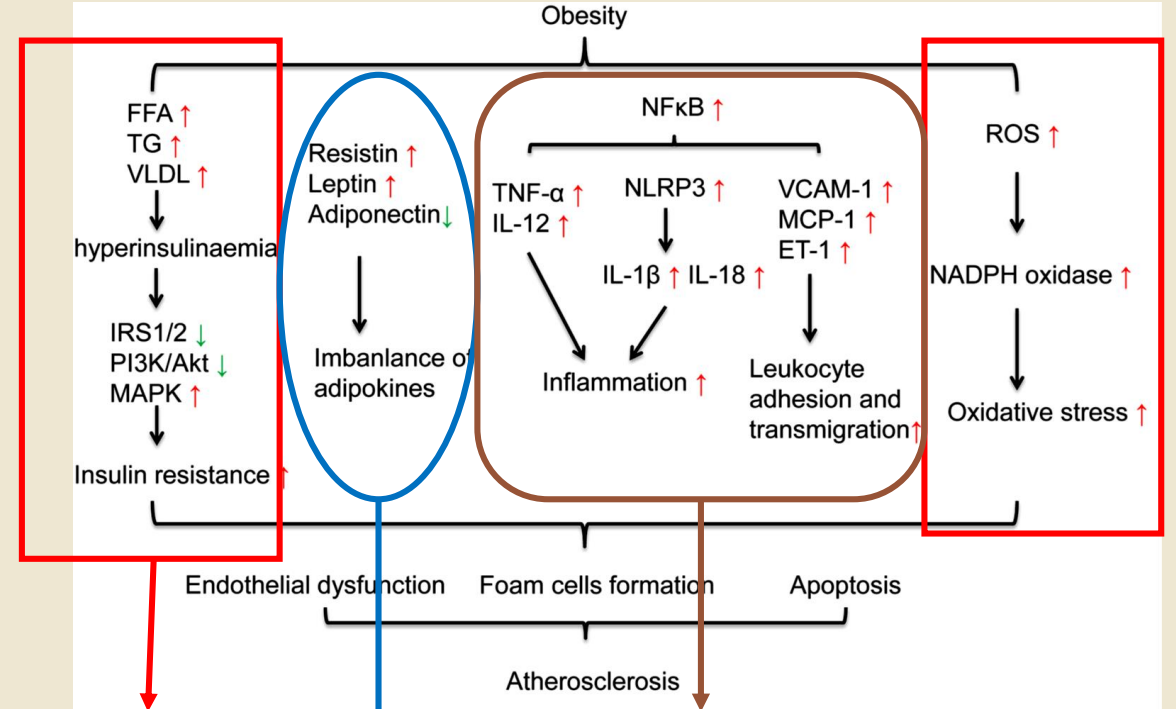 Obesity
FFA ↑
TG ↑
VLDL ↑
hyperinsulinaemia
IRS1/2 ↓
PI3K/Akt ↓
MAPK ↑
Insulin resistance ↑
Resistin ↑
Leptin ↑
Adiponectin↓
Imbanlance of
adipokines
NFκB ↑
TNF-α ↑
IL-12 ↑
NLRP3 ↑
IL-1β ↑ IL-18 ↑
Inflammation ↑
VCAM-1 ↑
MCP-1 ↑
ET-1 ↑
Leukocyte
adhesion and
transmigration↑
ROS ↑
NADPH oxidase ↑
Oxidative stress ↑
Endothelial dysfunction Foam cells formation Apoptosis
Atherosclerosis